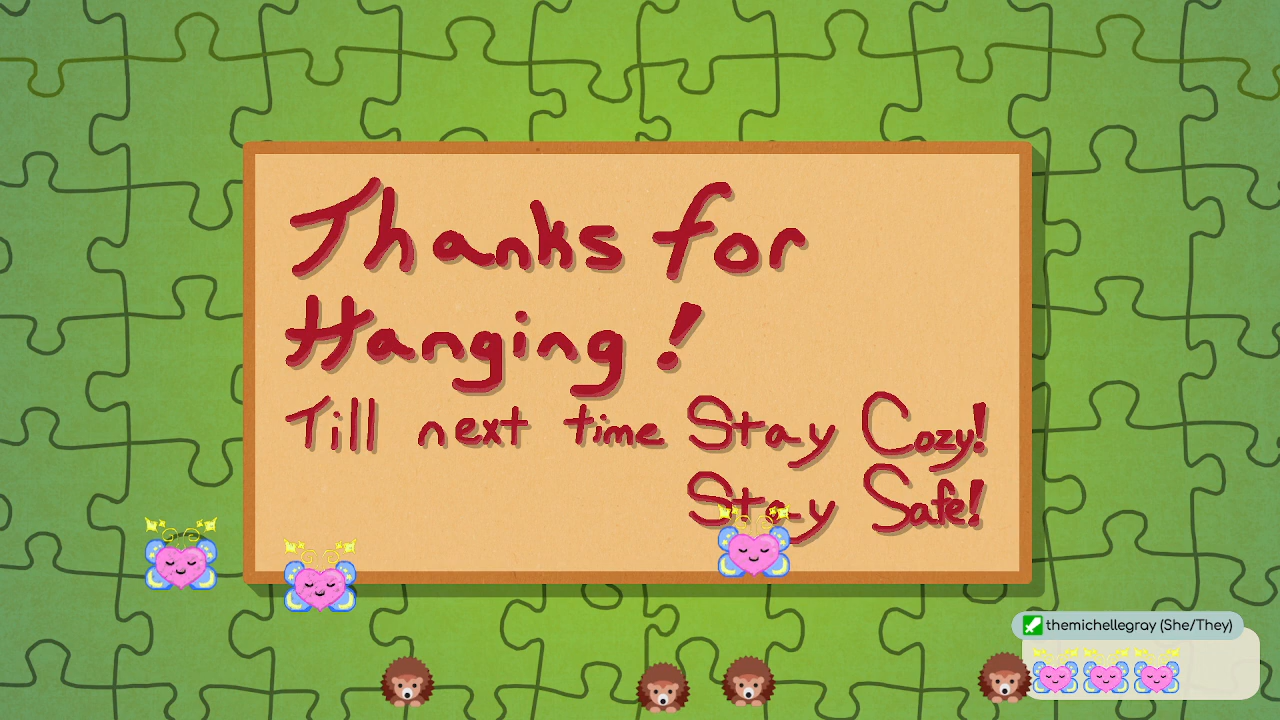 Thanks for
Hanging!
Till next time Stay Cozy!
Stay Safe!
themichellegray (She/They)